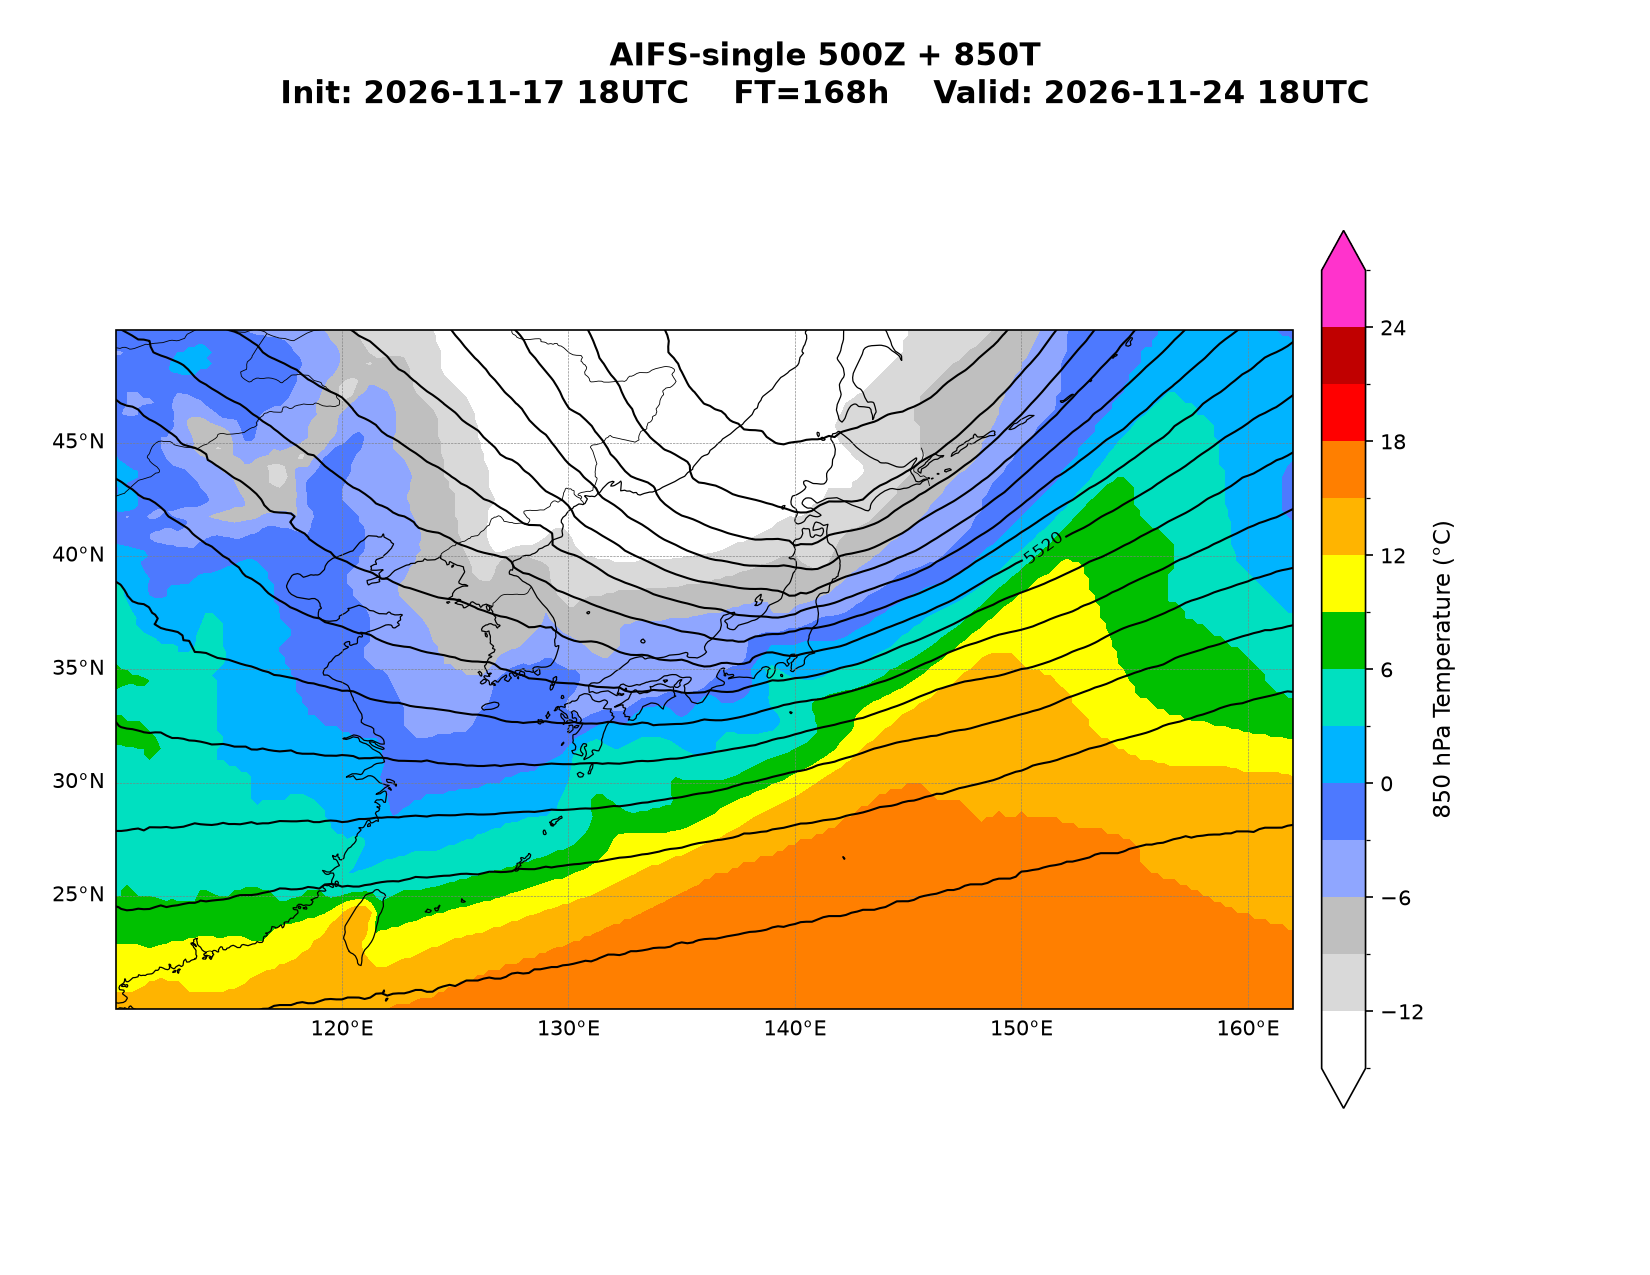 AIFS-single 500Z + 850T
Init: 2026-11-17 18UTC    FT=168h    Valid: 2026-11-24 18UTC
45°N
40°N
35°N
30°N
25°N
120°E
130°E
140°E
150°E
160°E
5520
24
18
12
6
0
−6
−12
850 hPa Temperature (°C)